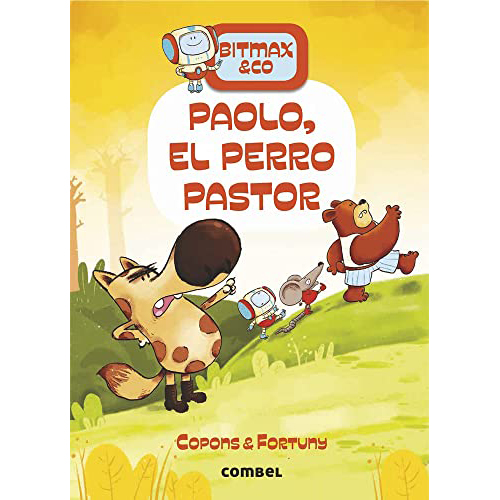 BITMAX
&CO
PAOLO,
EL PERRO
PASTOR
COPONS & FORTUNY
COMBEL